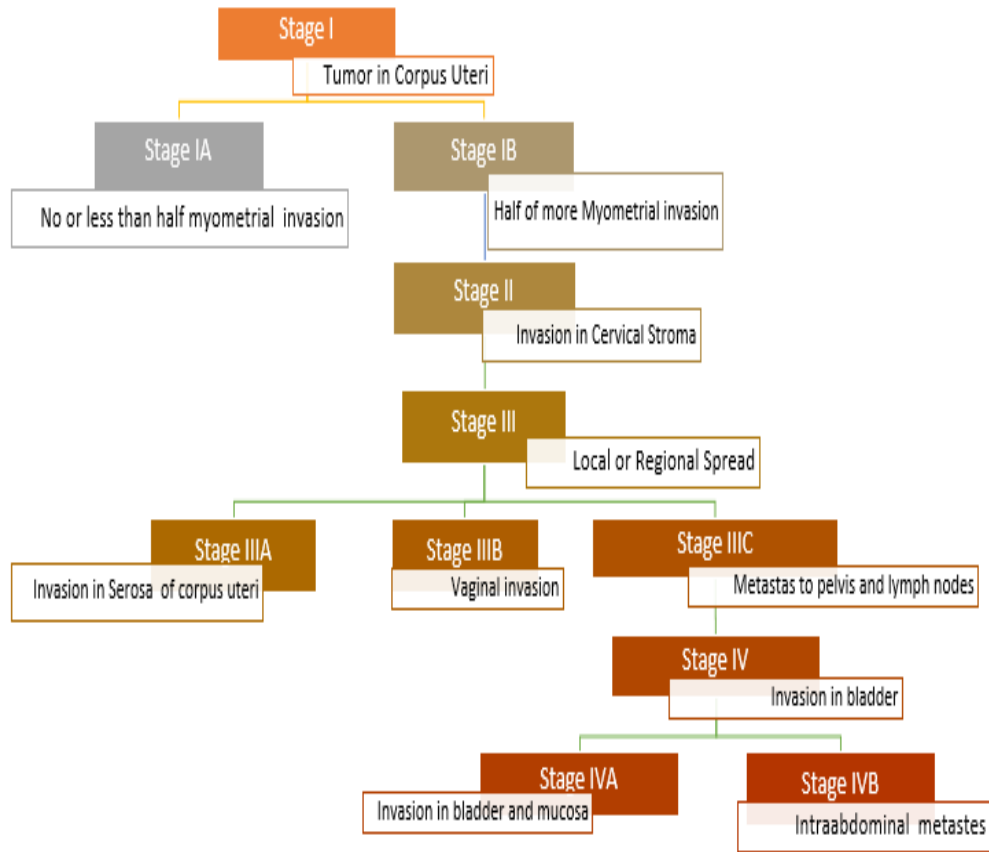 Stage I
Tumor in Corpus Uteri
Stage IA
No or less than half myometrial invasion
Stage IB
Half of more Myometrial invasion
Stage II
Invasion in Cervical Stroma
Stage III
Local or Regional Spread
Stage IIIA
Invasion in Serosa of corpus uteri
Stage IIIB
Vaginal invasion
Stage IIIC
Metastas to pelvis and lymph nodes
Stage IV
Invasion in bladder
Stage IVA
Invasion in bladder and mucosa
Stage IVB
Intraabdominal metastes